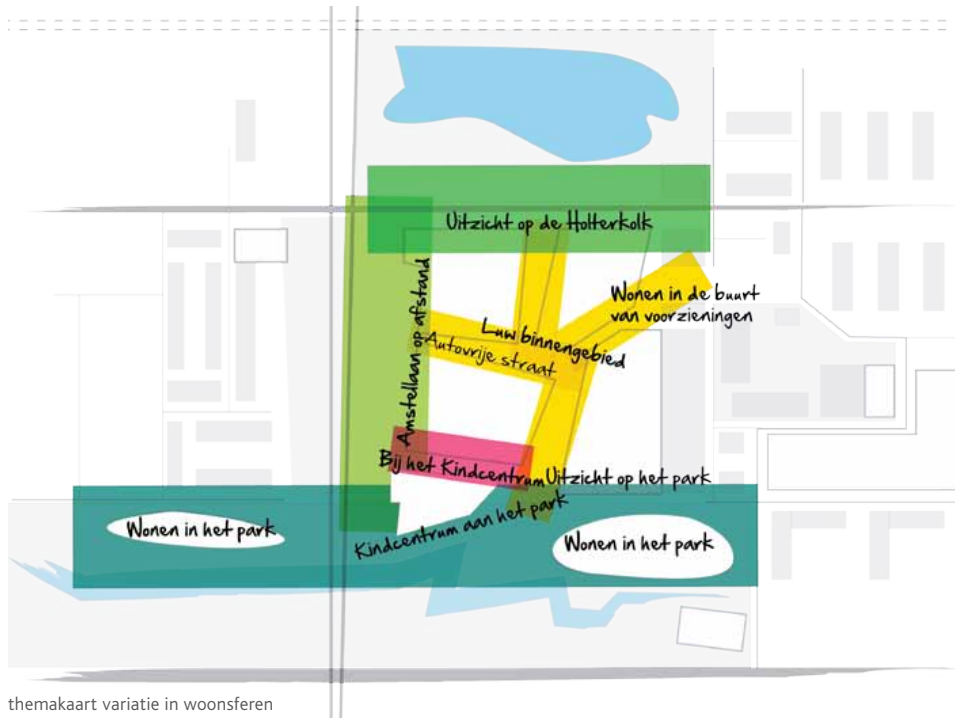 Uitzicht op de Holterkolk
Wonen in de buurt
van voorzieningen
Amstellaan op afstand
Luw binnengebied
Autovrije straat
Bij het Kindcentrum
Uitzicht op het park
Kindcentrum aan het park
Wonen in het park
Wonen in het park
themakaart variatie in woonsferen